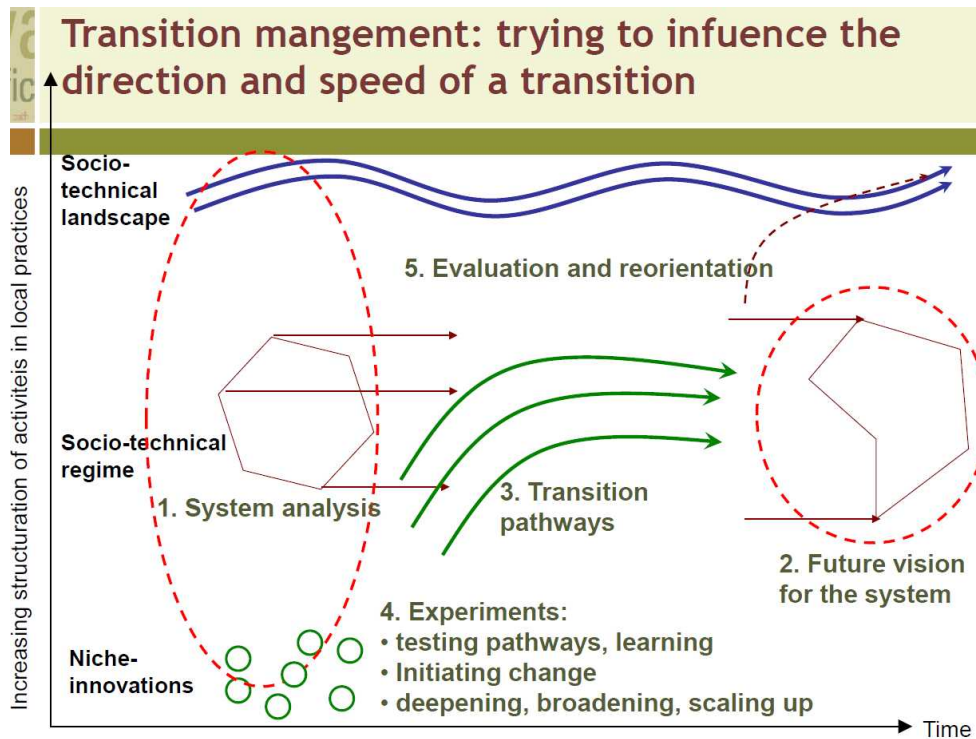 Transition mangement: trying to infuence the
direction and speed of a transition
Increasing structuration of activiteis in local practices
Socio-
technical
landscape
5. Evaluation and reorientation
Socio-technical
regime
1. System analysis
3. Transition
pathways
2. Future vision
for the system
4. Experiments:
• testing pathways, learning
• Initiating change
• deepening, broadening, scaling up
Niche-
innovations
Time